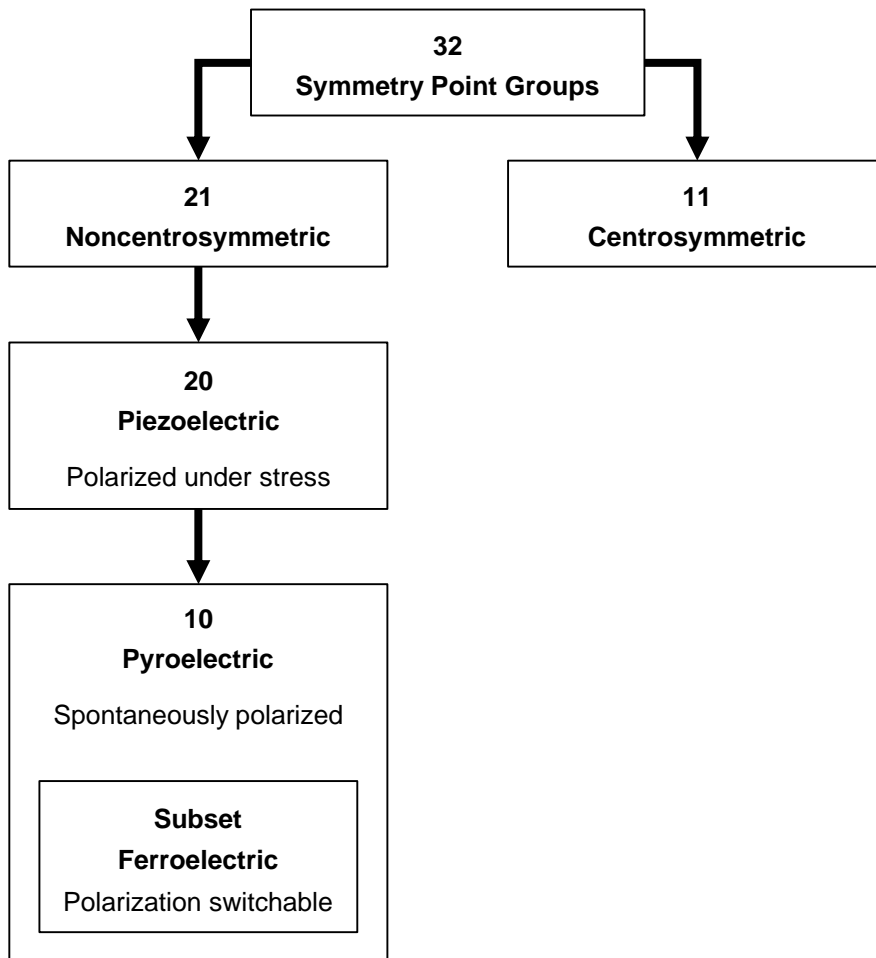 32
Symmetry Point Groups
21
Noncentrosymmetric
11
Centrosymmetric
20
Piezoelectric
Polarized under stress
10
Pyroelectric
Spontaneously polarized
Subset
Ferroelectric
Polarization switchable